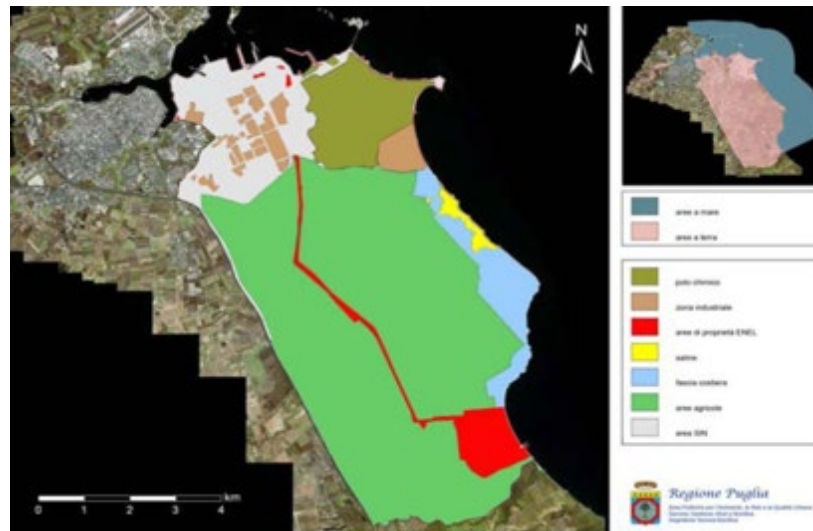 N
aree a mare
aree a terra
polo chimico
zona industriale
aree di proprietà ENEL
saline
fascia costiera
aree agricole
area SIN
0 1 2 3 4 km
Regione Puglia